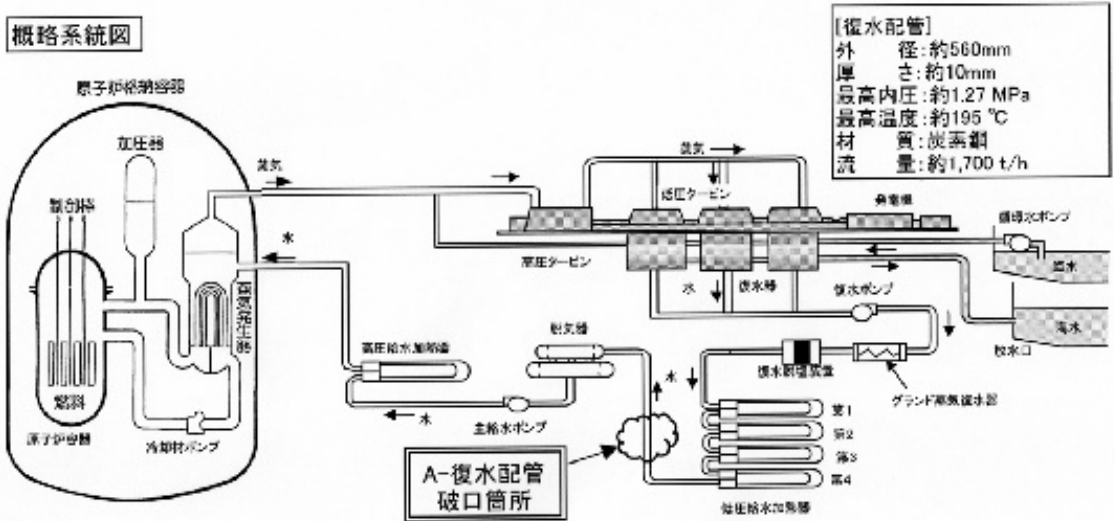 概略系統図
[復水配管]
外　　径:約560mm
厚　　さ:約10mm
最高内圧:約1.27 MPa
最高温度:約195 ℃
材　　質:炭素鋼
流　　量:約1,700 t/h
原子炉格納容器
加圧器
制御棒
蒸気
水
蒸気発生器
燃料
原子炉容器
冷却材ポンプ
蒸気
低圧タービン
発電機
循環水ポンプ
高圧タービン
水
復水器
復水ポンプ
海水
海水
放水口
高圧給水加熱器
脱気器
水
復水脱塩装置
グランド蒸気復水器
水
主給水ポンプ
第1
第2
第3
第4
A-復水配管
破口箇所
低圧給水加熱器